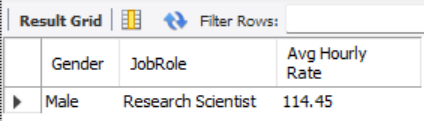 Result Grid Filter Rows:
Gender JobRole Avg Hourly
Rate
Male Research Scientist 114.45